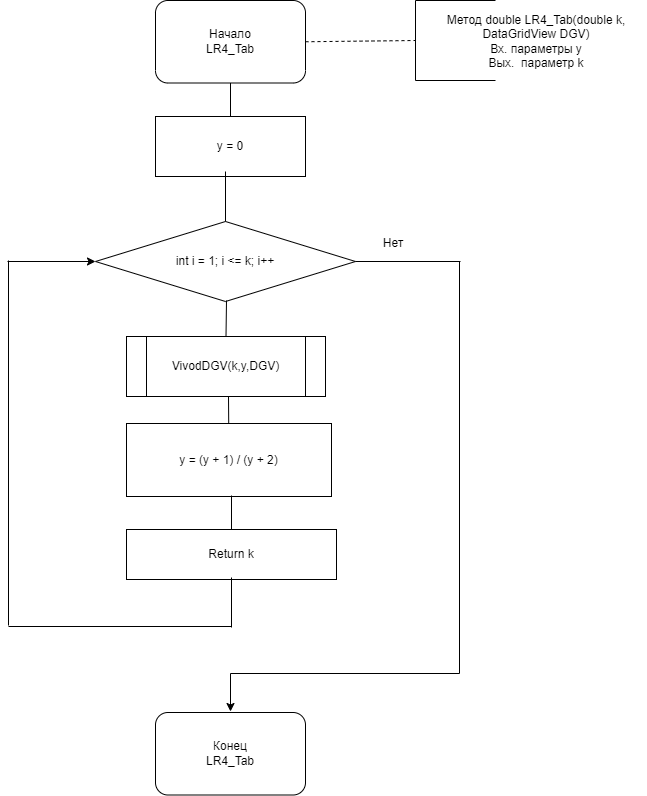 Начало
LR4_Tab
Метод double LR4_Tab(double k,
DataGridView DGV)
Вх. параметры y
Вых. параметр k
y = 0
int i = 1; i <= k; i++
Нет
VivodDGV(k,y,DGV)
y = (y + 1) / (y + 2)
Return k
Конец
LR4_Tab